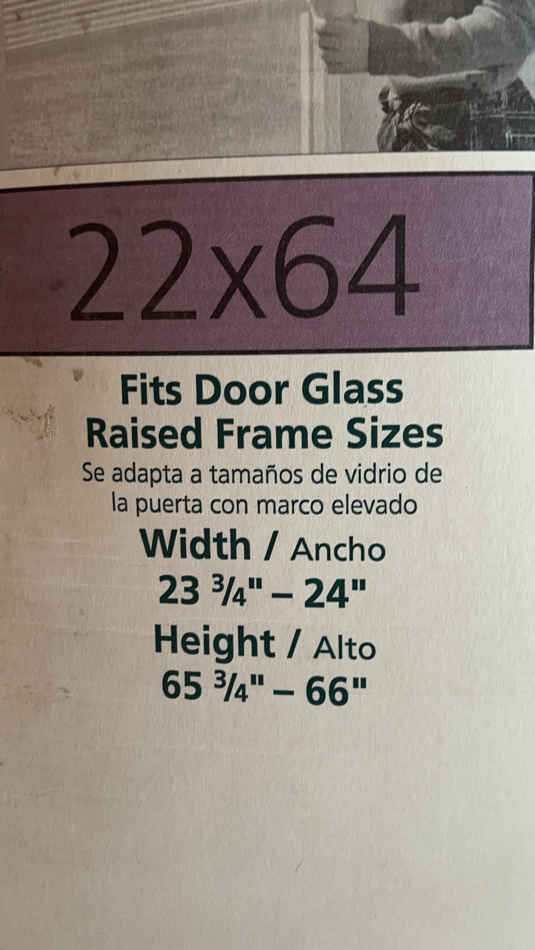 22x64
Fits Door Glass
Raised Frame Sizes
Se adapta a tamaños de vidrio de
la puerta con marco elevado
Width / Ancho
23 3/4" – 24"
Height / Alto
65 3/4" – 66"